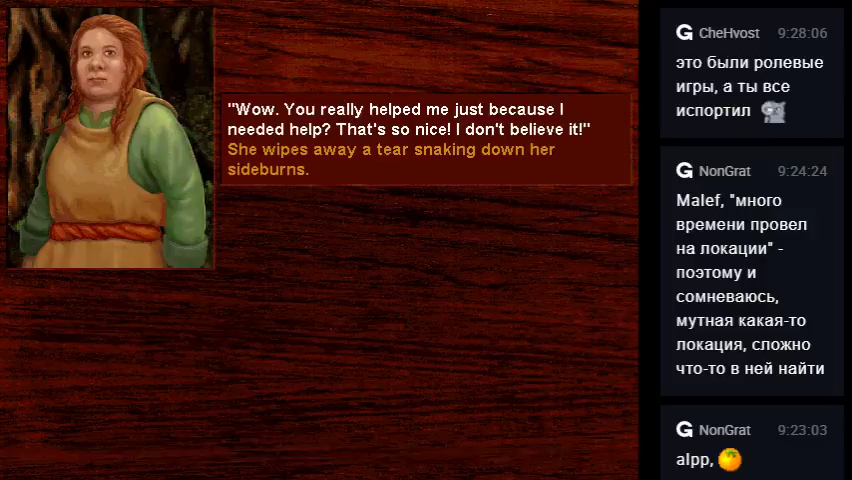 "Wow. You really helped me just because I
needed help? That's so nice! I don't believe it!"
She wipes away a tear snaking down her
sideburns.
G CheHvost 9:28:06
это были ролевые
игры, а ты все
испортил
G NonGrat 9:24:24
Malef, "много
времени провел
на локации" -
поэтому и
сомневаюсь,
мутная какая-то
локация, сложно
что-то в ней найти
G NonGrat 9:23:03
alpp,